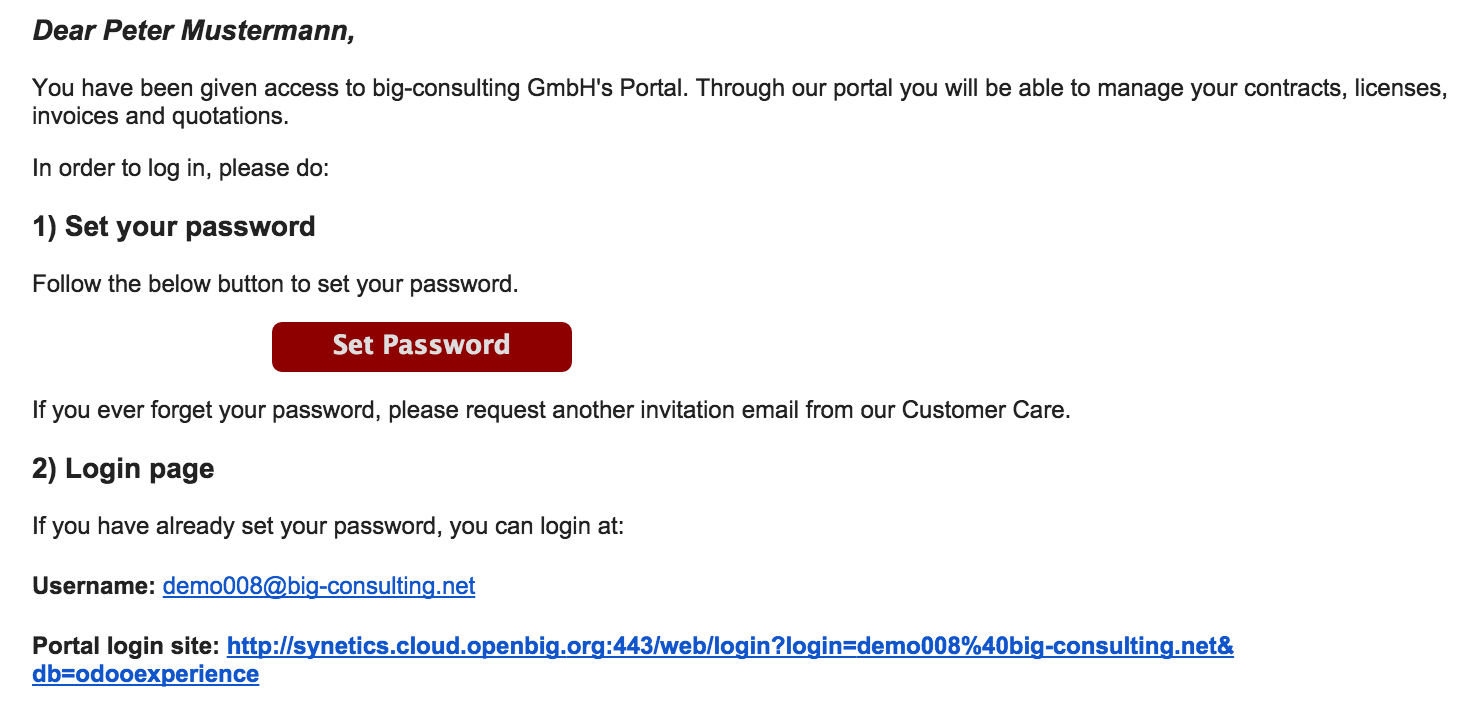 Dear Peter Mustermann,
You have been given access to big-consulting GmbH's Portal. Through our portal you will be able to manage your contracts, licenses,
invoices and quotations.
In order to log in, please do:
1) Set your password
Follow the below button to set your password.
Set Password
If you ever forget your password, please request another invitation email from our Customer Care.
2) Login page
If you have already set your password, you can login at:
Username: demo008@big-consulting.net
Portal login site: http://synetics.cloud.openbig.org:443/web/login?login=demo008%40big-consulting.net&
db=odooexperience